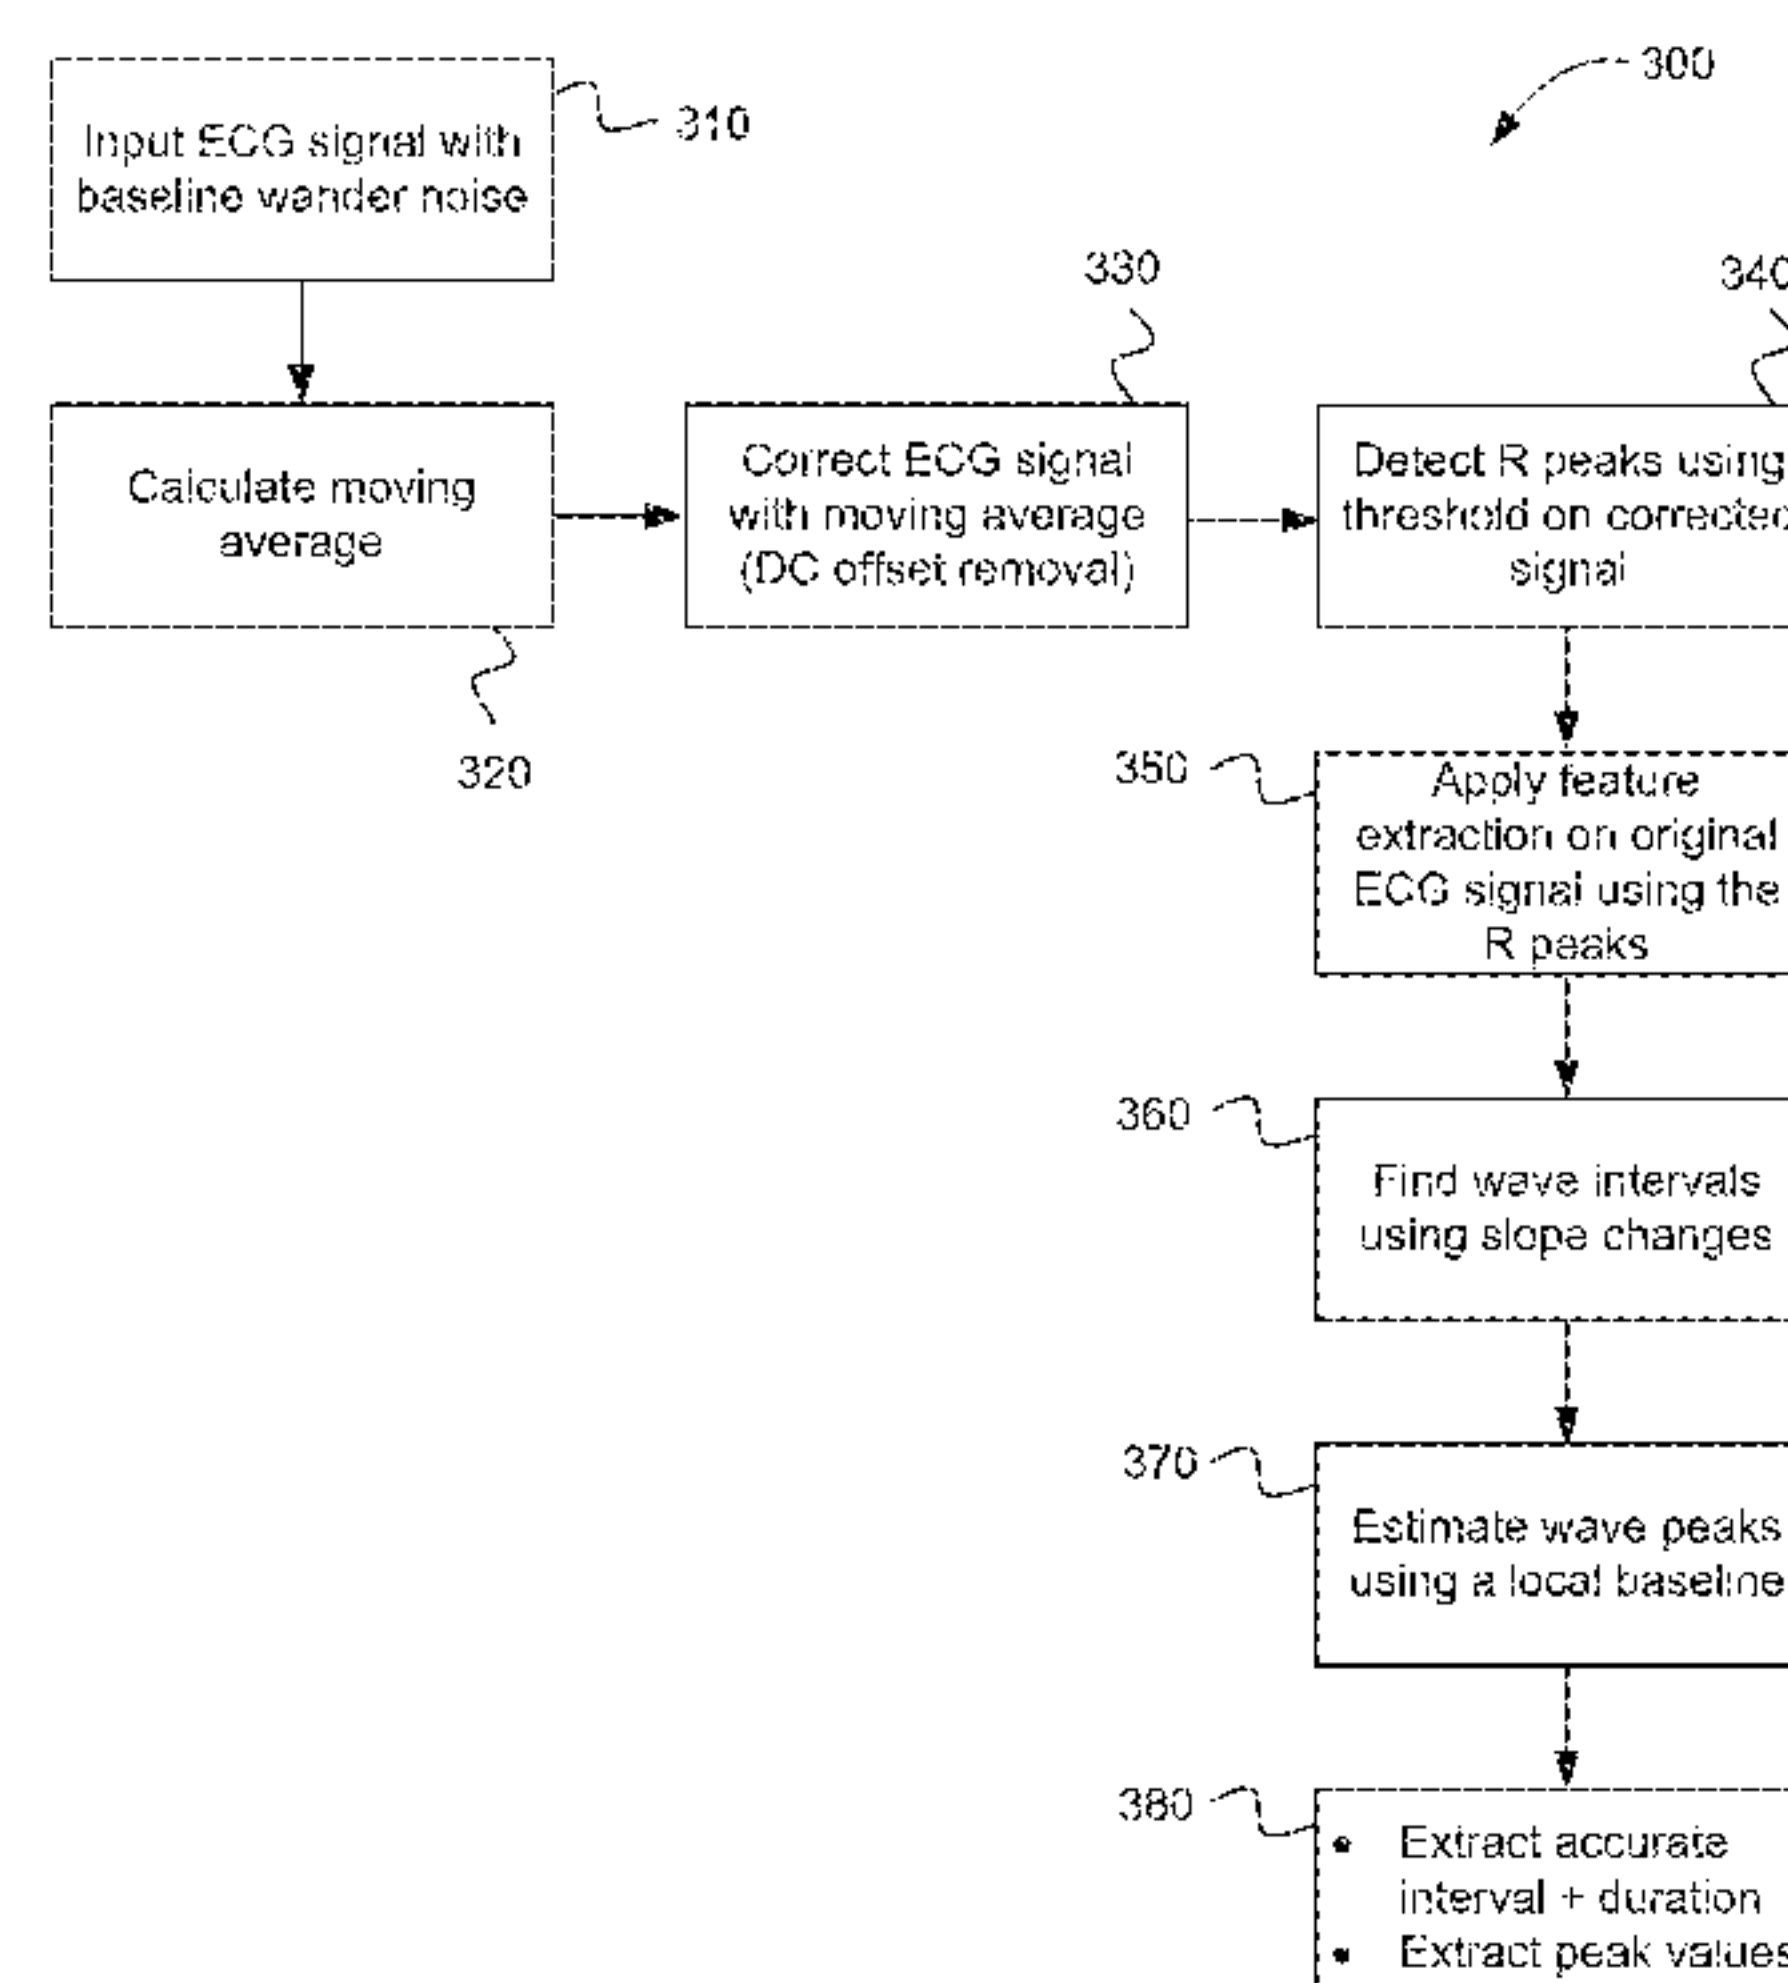 300
Input ECG signal with
baseline wander noise
310
330
340
Calculate moving
average
Correct ECG signal
with moving average
(DC offset removal)
Detect R peaks using
threshold on corrected
signal
320
350
Apply feature
extraction on original
ECG signal using the
R peaks
360
Find wave intervals
using slope changes
370
Estimate wave peaks
using a local baseline
380
• Extract accurate
interval + duration
• Extract peak values